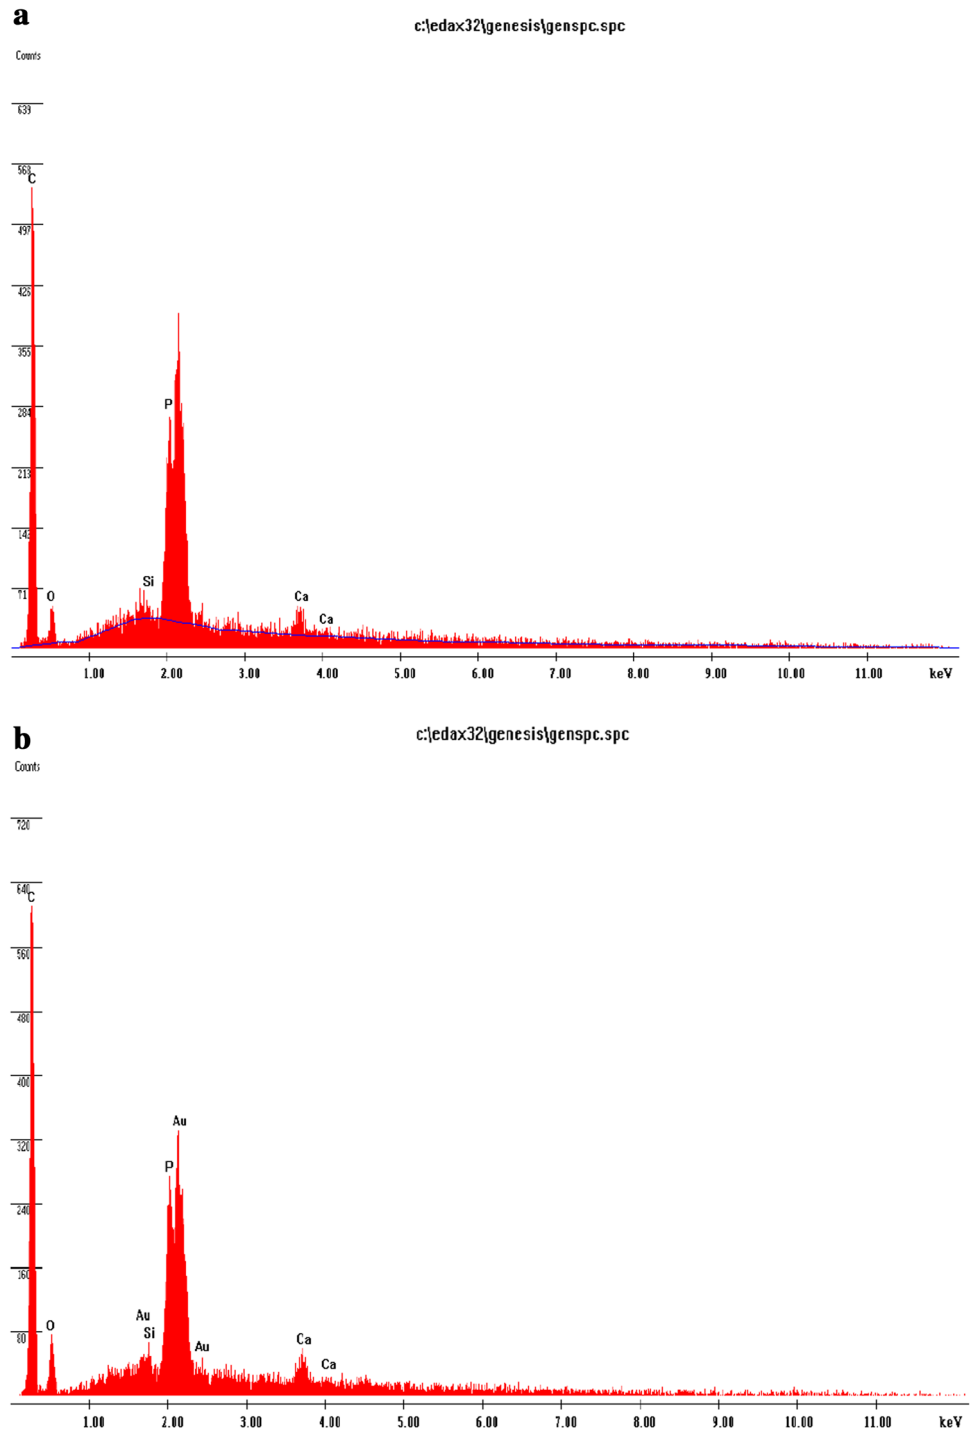 a
c:\edax32\genesis\genspc.spc
Counts
639
568
C
497
426
355
284
P
213
142
71
O
Si
Ca
Ca
1.00 2.00 3.00 4.00 5.00 6.00 7.00 8.00 9.00 10.00 11.00 keV
b
c:\edax32\genesis\genspc.spc
Counts
720
640
C
560
480
400
320
Au
P
240
160
80
O
Au
Si
Au
Ca
Ca
1.00 2.00 3.00 4.00 5.00 6.00 7.00 8.00 9.00 10.00 11.00 keV